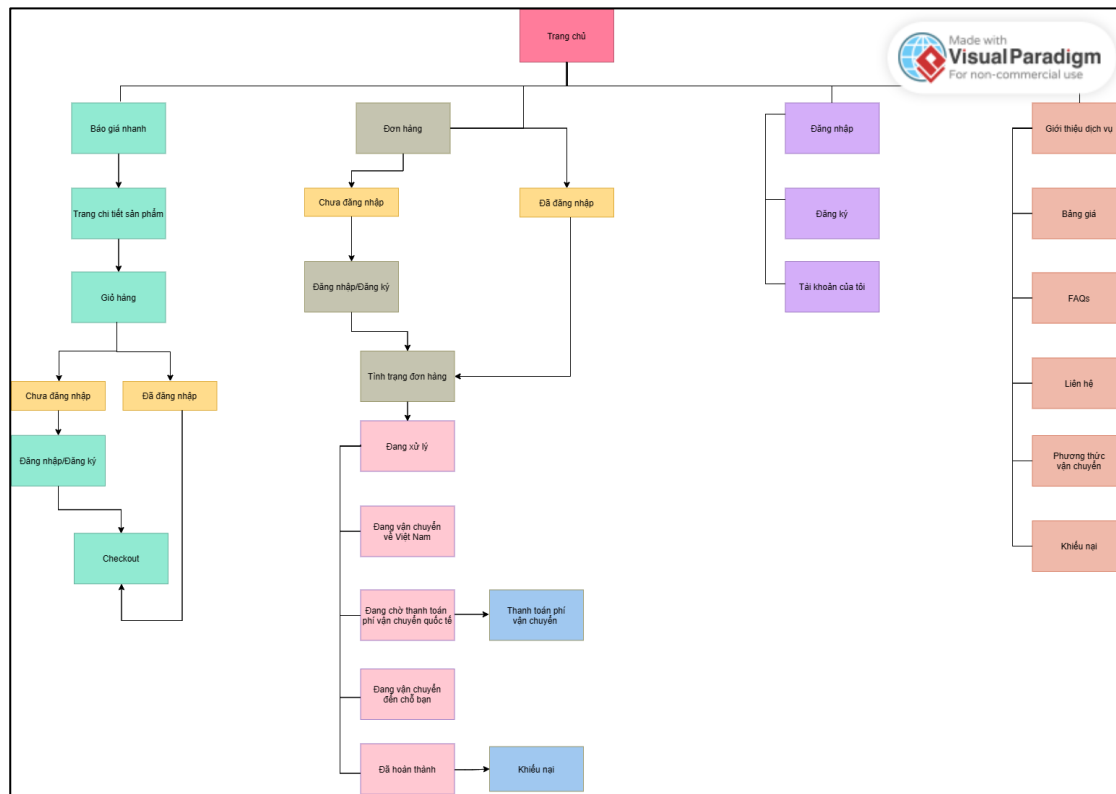 Trang chủ
Made with
Visual Paradigm
For non-commercial use
Báo giá nhanh
Đơn hàng
Đăng nhập
Giới thiệu dịch vụ
Chưa đăng nhập
Đã đăng nhập
Trang chi tiết sản phẩm
Đăng ký
Bảng giá
Giỏ hàng
Đăng nhập/Đăng ký
Tài khoản của tôi
FAQs
Chưa đăng nhập
Đã đăng nhập
Tình trạng đơn hàng
Liên hệ
Đăng nhập/Đăng ký
Đang xử lý
Phương thức
vận chuyển
Checkout
Đang vận chuyển
về Việt Nam
Khiếu nại
Đang chờ thanh toán
phí vận chuyển quốc tế
Thanh toán phí
vận chuyển
Đang vận chuyển
đến chỗ bạn
Đã hoàn thành
Khiếu nại